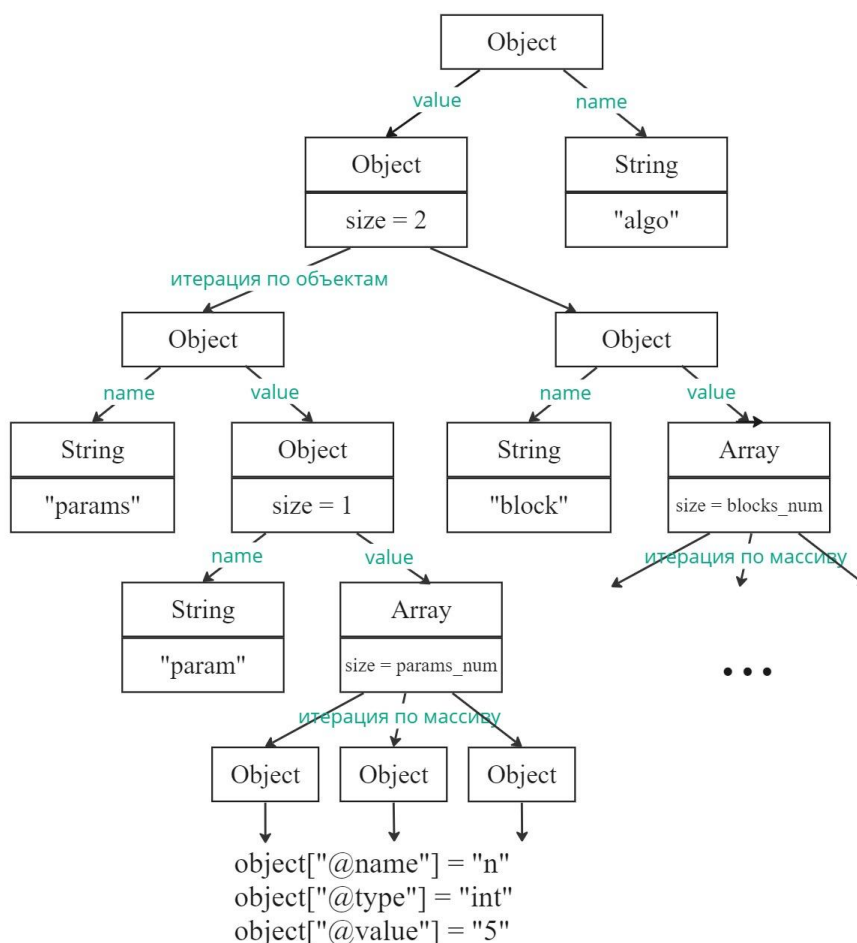 Object
value
name
Object
String
size = 2
"algo"
итерация по объектам
Object
Object
name
value
name
value
String
Object
String
Array
"params"
size = 1
"block"
size = blocks_num
name
value
итерация по массиву
String
Array
"param"
size = params_num
...
итерация по массиву
Object
Object
Object
object["@name"] = "n"
object["@type"] = "int"
object["@value"] = "5"